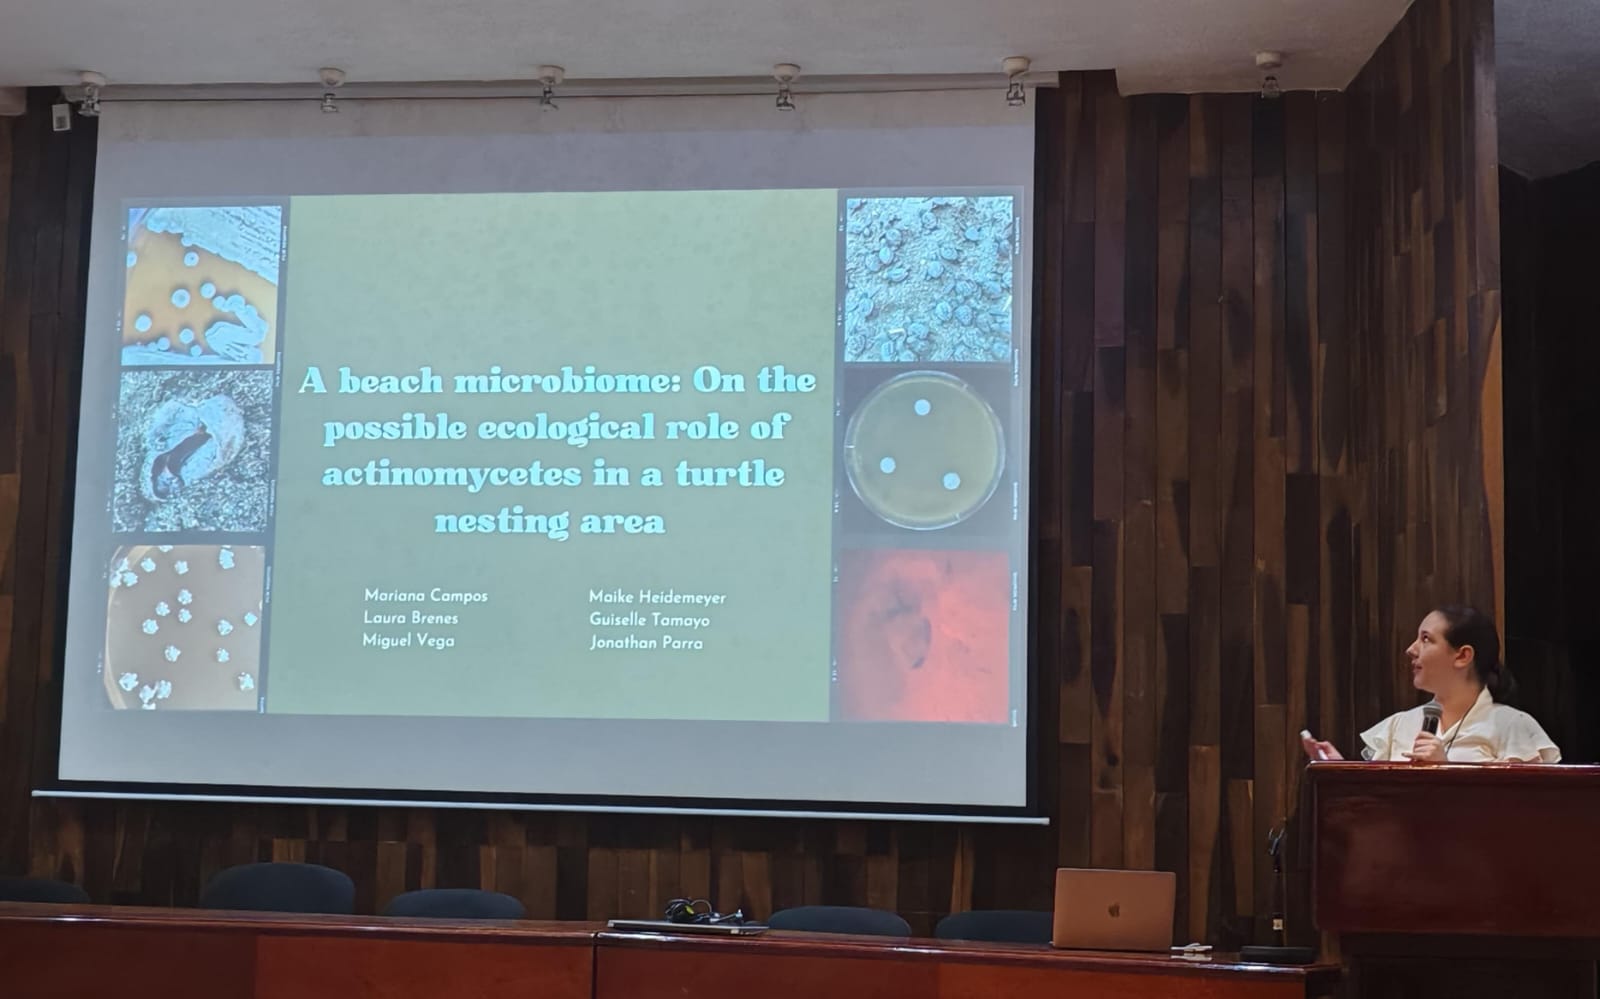 A beach microbiome: On the
possible ecological role of
actinomycetes in a turtle
nesting area
Mariana Campos
Laura Brenes
Miguel Vega
Maike Heidemeyer
Guiselle Tamayo
Jonathan Parra